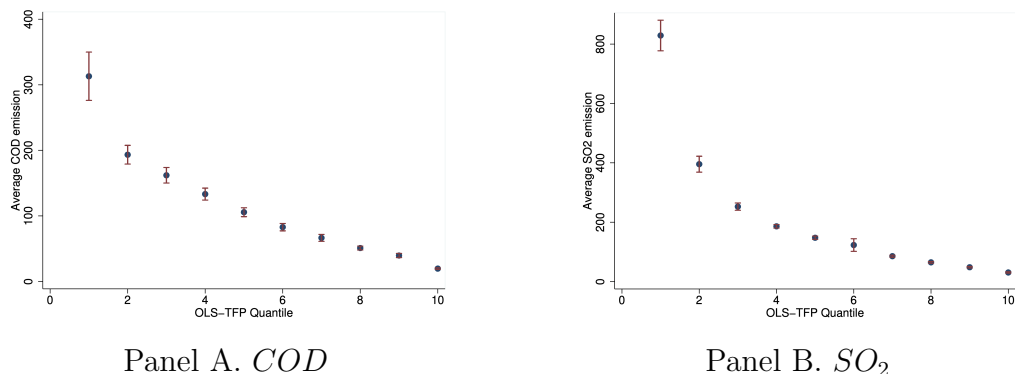 400
300
200
100
0
Average COD emission
0 2 4 6 8 10
OLS−TFP Quantile
Panel A. COD
800
600
400
200
0
Average SO2 emission
0 2 4 6 8 10
OLS−TFP Quantile
Panel B. SO₂